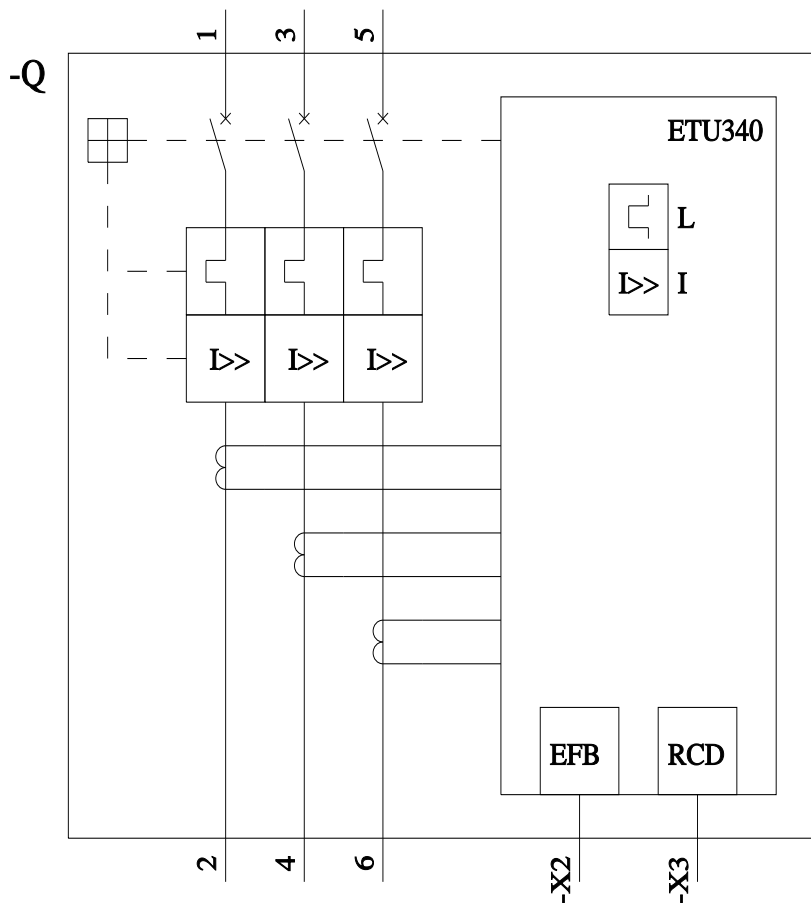 1 3 5
-Q
ETU340
L
I>> I
I>> I>> I>>
EFB RCD
2 4 6 -X2 -X3